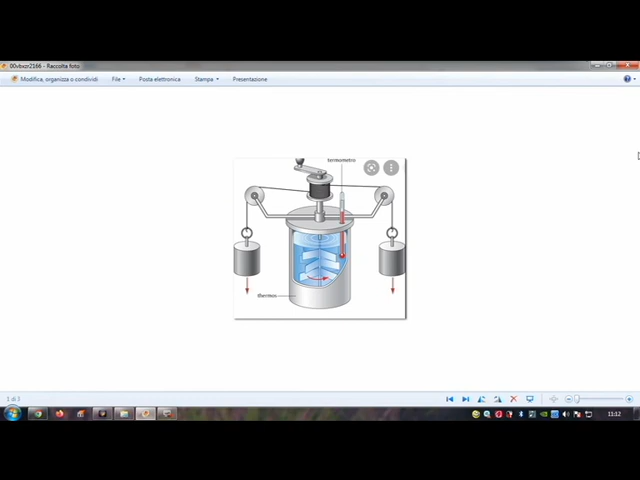 00vbxzr2166 - Raccolta foto
Modifica, organizza o condividi File Posta elettronica Stampa Presentazione
termometro
thermos
1 di 3
11:12